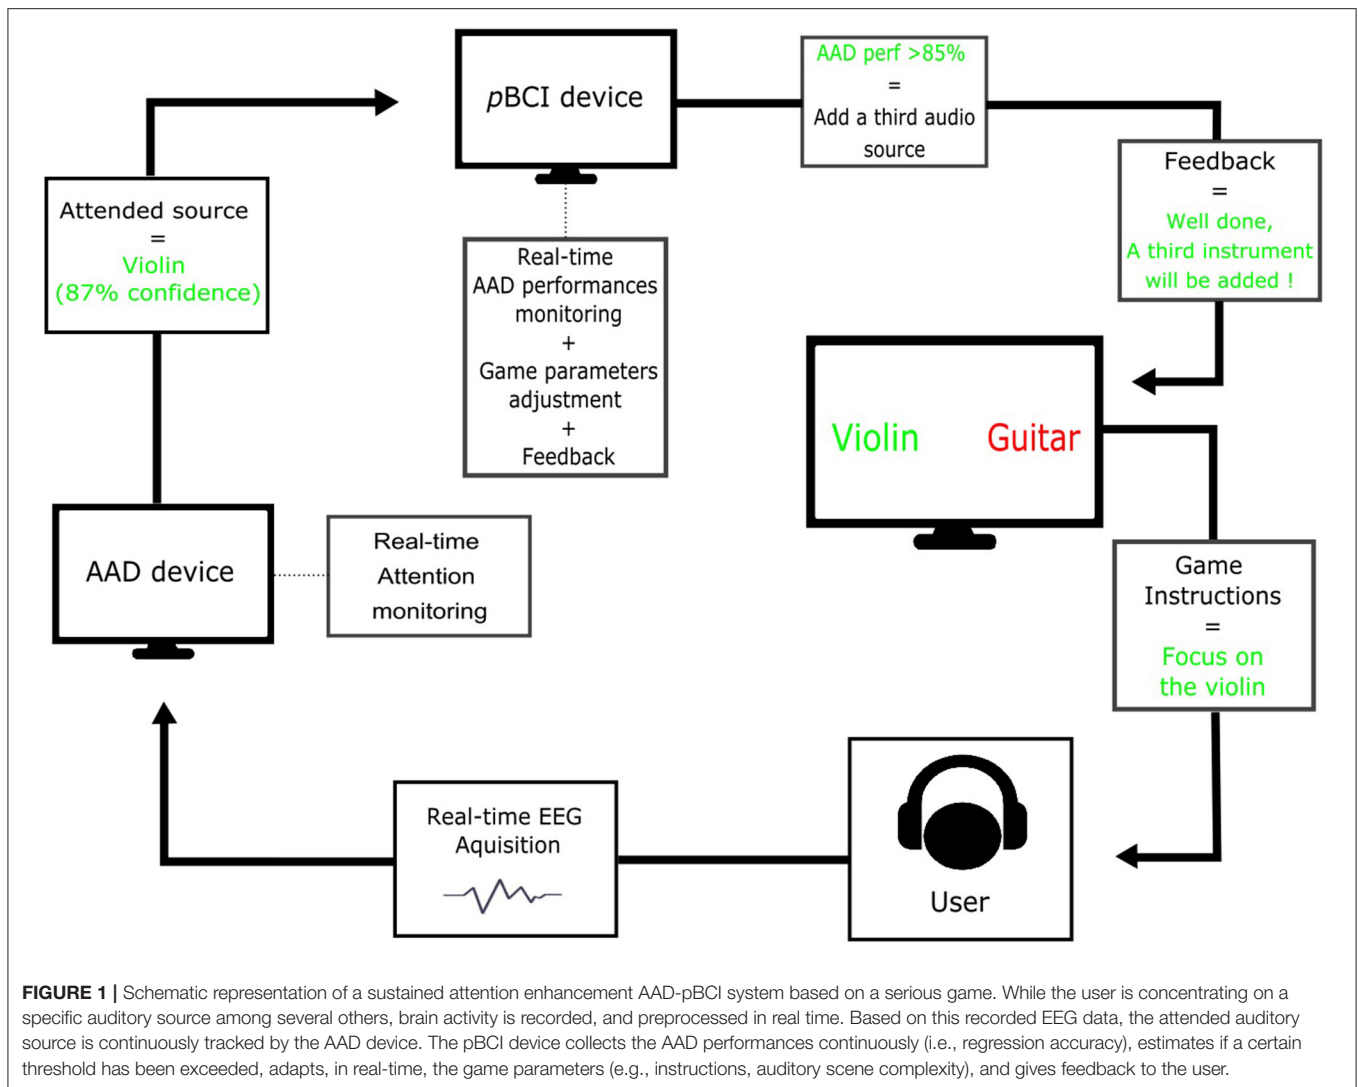 pBCI device
AAD perf >85%
=
Add a third audio
source
Feedback
=
Well done,
A third instrument
will be added !
Attended source
=
Violin
(87% confidence)
Real-time
AAD performances
monitoring
+
Game parameters
adjustment
+
Feedback
Violin Guitar
AAD device
Real-time
Attention
monitoring
Game
Instructions
=
Focus on
the violin
Real-time EEG
Aquisition
User
FIGURE 1 | Schematic representation of a sustained attention enhancement AAD-pBCI system based on a serious game. While the user is concentrating on a
specific auditory source among several others, brain activity is recorded, and preprocessed in real time. Based on this recorded EEG data, the attended auditory
source is continuously tracked by the AAD device. The pBCI device collects the AAD performances continuously (i.e., regression accuracy), estimates if a certain
threshold has been exceeded, adapts, in real-time, the game parameters (e.g., instructions, auditory scene complexity), and gives feedback to the user.